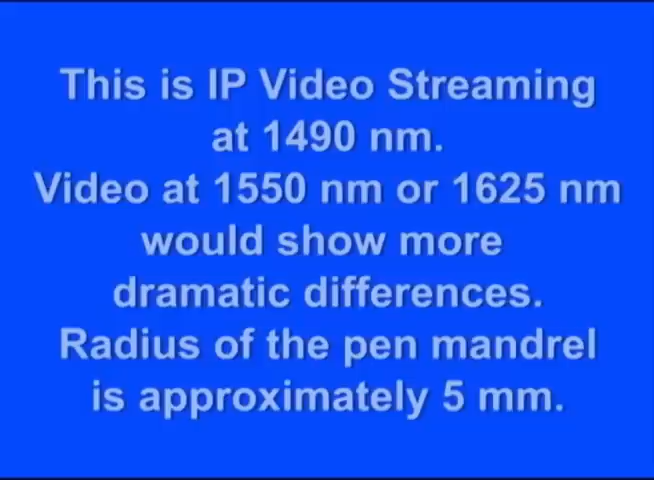 This is IP Video Streaming
at 1490 nm.
Video at 1550 nm or 1625 nm
would show more
dramatic differences.
Radius of the pen mandrel
is approximately 5 mm.